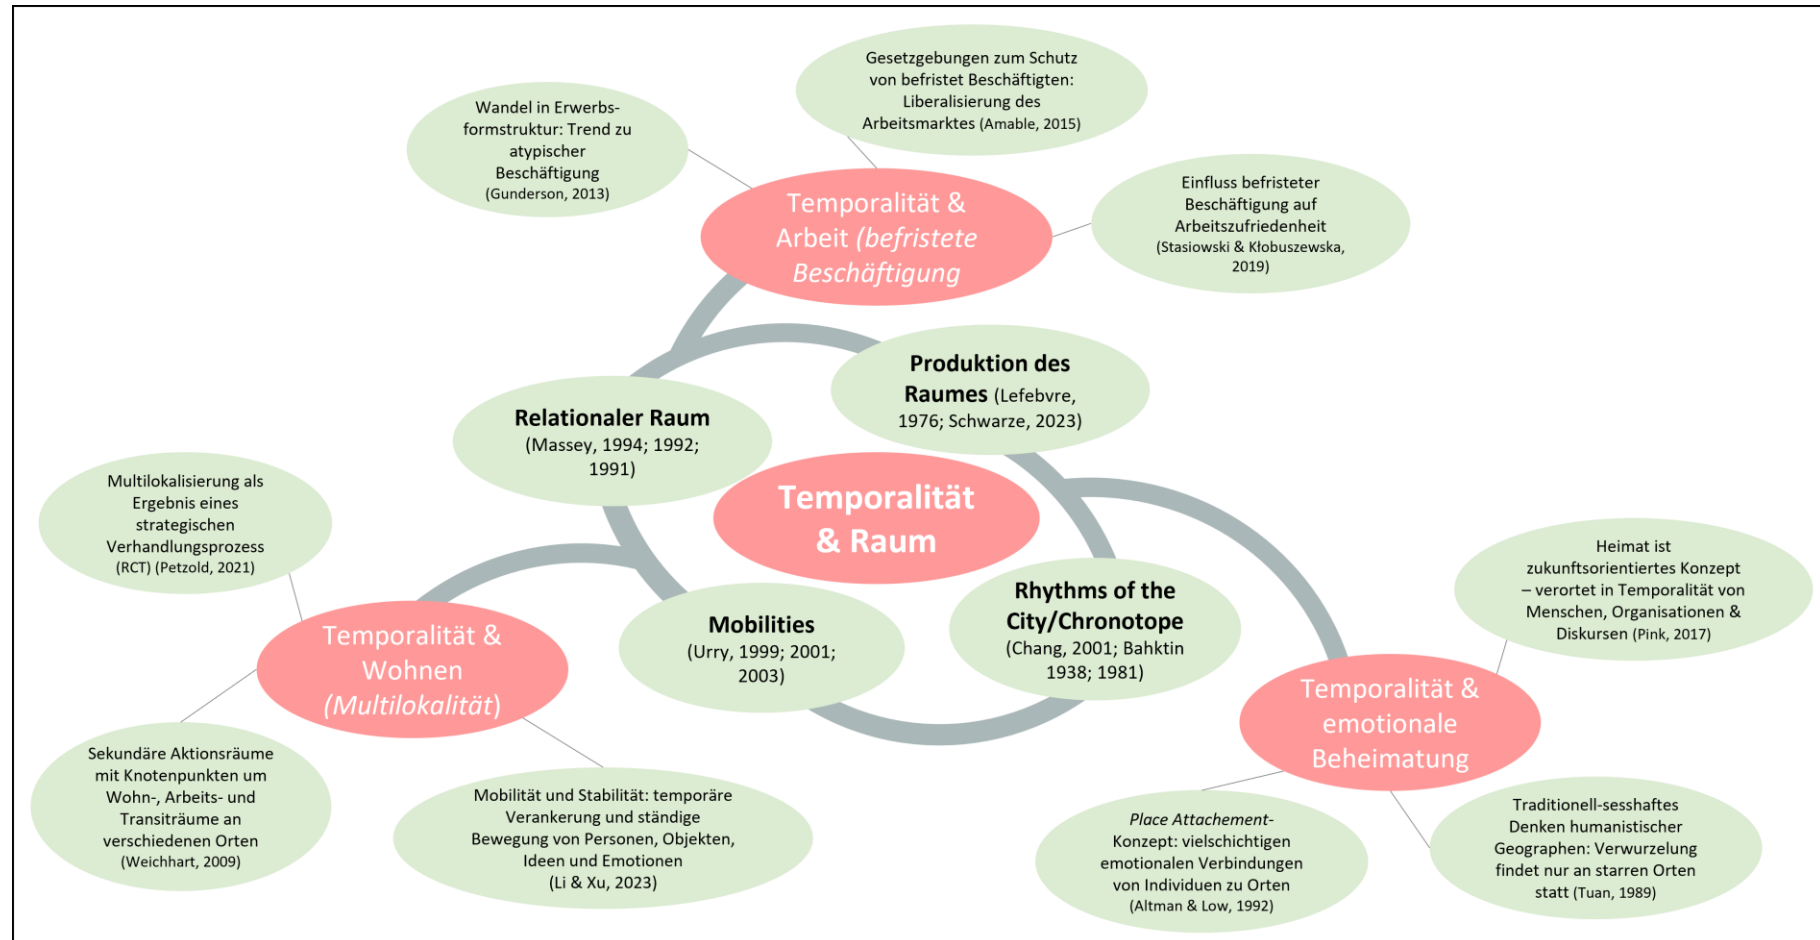 Gesetzgebungen zum Schutz
von befristet Beschäftigten:
Liberalisierung des
Arbeitsmarktes (Amable, 2015)
Wandel in Erwerbs-
formstruktur: Trend zu
atypischer
Beschäftigung
(Gunderson, 2013)
Einfluss befristeter
Beschäftigung auf
Arbeitszufriedenheit
(Stasiowski & Kłobuszewska,
2019)
Temporalität &
Arbeit (befristete
Beschäftigung
Produktion des
Raumes (Lefebvre,
1976; Schwarze, 2023)
Relationaler Raum
(Massey, 1994; 1992;
1991)
Temporalität
& Raum
Multilokalisierung als
Ergebnis eines
strategischen
Verhandlungsprozess
(RCT) (Petzold, 2021)
Heimat ist
zukunftsorientiertes Konzept
– verortet in Temporalität von
Menschen, Organisationen &
Diskursen (Pink, 2017)
Rhythms of the
City/Chronotope
(Chang, 2001; Bahktin
1938; 1981)
Mobilities
(Urry, 1999; 2001;
2003)
Temporalität &
Wohnen
(Multilokalität)
Temporalität &
emotionale
Beheimatung
Sekundäre Aktionsräume
mit Knotenpunkten um
Wohn-, Arbeits- und
Transiträume an
verschiedenen Orten
(Weichhart, 2009)
Mobilität und Stabilität: temporäre
Verankerung und ständige
Bewegung von Personen, Objekten,
Ideen und Emotionen
(Li & Xu, 2023)
Place Attachement-
Konzept: vielschichtigen
emotionalen Verbindungen
von Individuen zu Orten
(Altman & Low, 1992)
Traditionell-sesshaftes
Denken humanistischer
Geographen: Verwurzelung
findet nur an starren Orten
statt (Tuan, 1989)